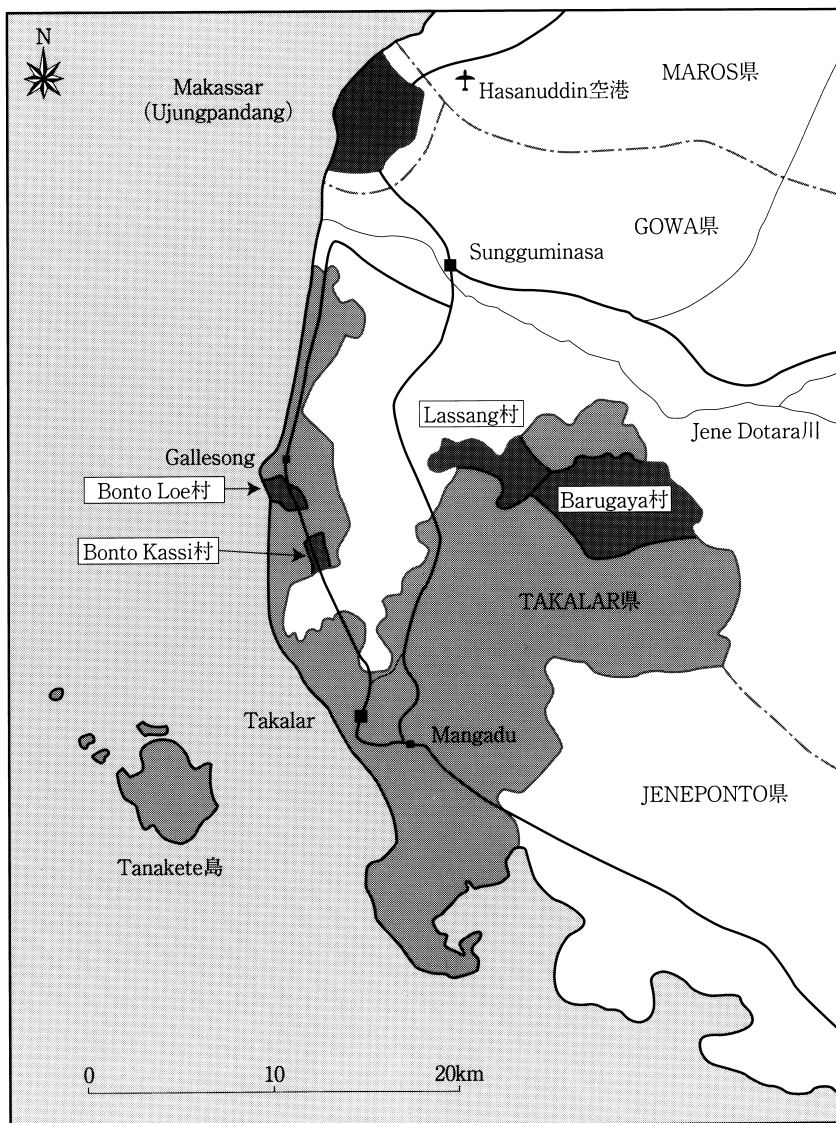 N
Makassar
(Ujungpandang)
Hasanuddin空港
MAROS県
GOWA県
Sungguminasa
Lassang村
Jene Dotara川
Gallesong
Bonto Loe村
Barugaya村
Bonto Kassi村
TAKALAR県
Takalar
Mangadu
JENEPONTO県
Tanakete島
0 10 20km